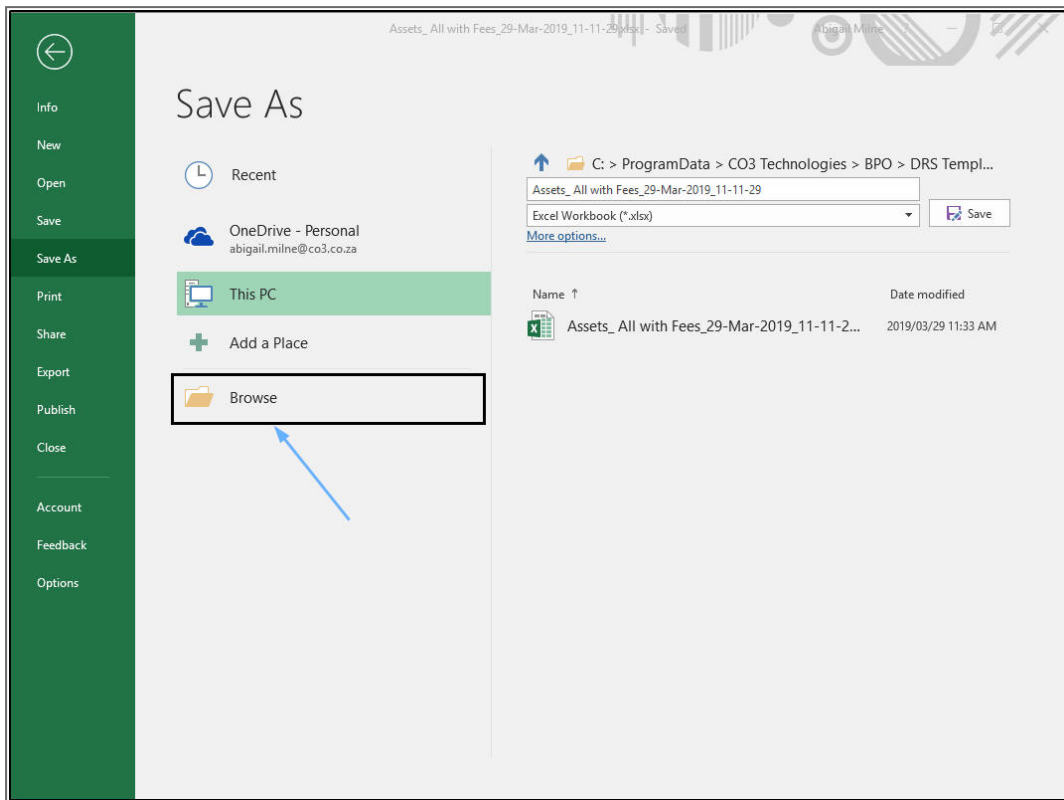 Assets_ All with Fees_29-Mar-2019_11-11-29.xlsx - Saved
Abigail Milne
Info
New
Open
Save
Save As
Print
Share
Export
Publish
Close
Account
Feedback
Options
Save As
Recent
OneDrive - Personal
abigail.milne@co3.co.za
This PC
Add a Place
Browse
C: > ProgramData > CO3 Technologies > BPO > DRS Templ...
Assets_ All with Fees_29-Mar-2019_11-11-29
Excel Workbook (*.xlsx)
Save
More options...
Name ↑ Date modified
Assets_ All with Fees_29-Mar-2019_11-11-2... 2019/03/29 11:33 AM